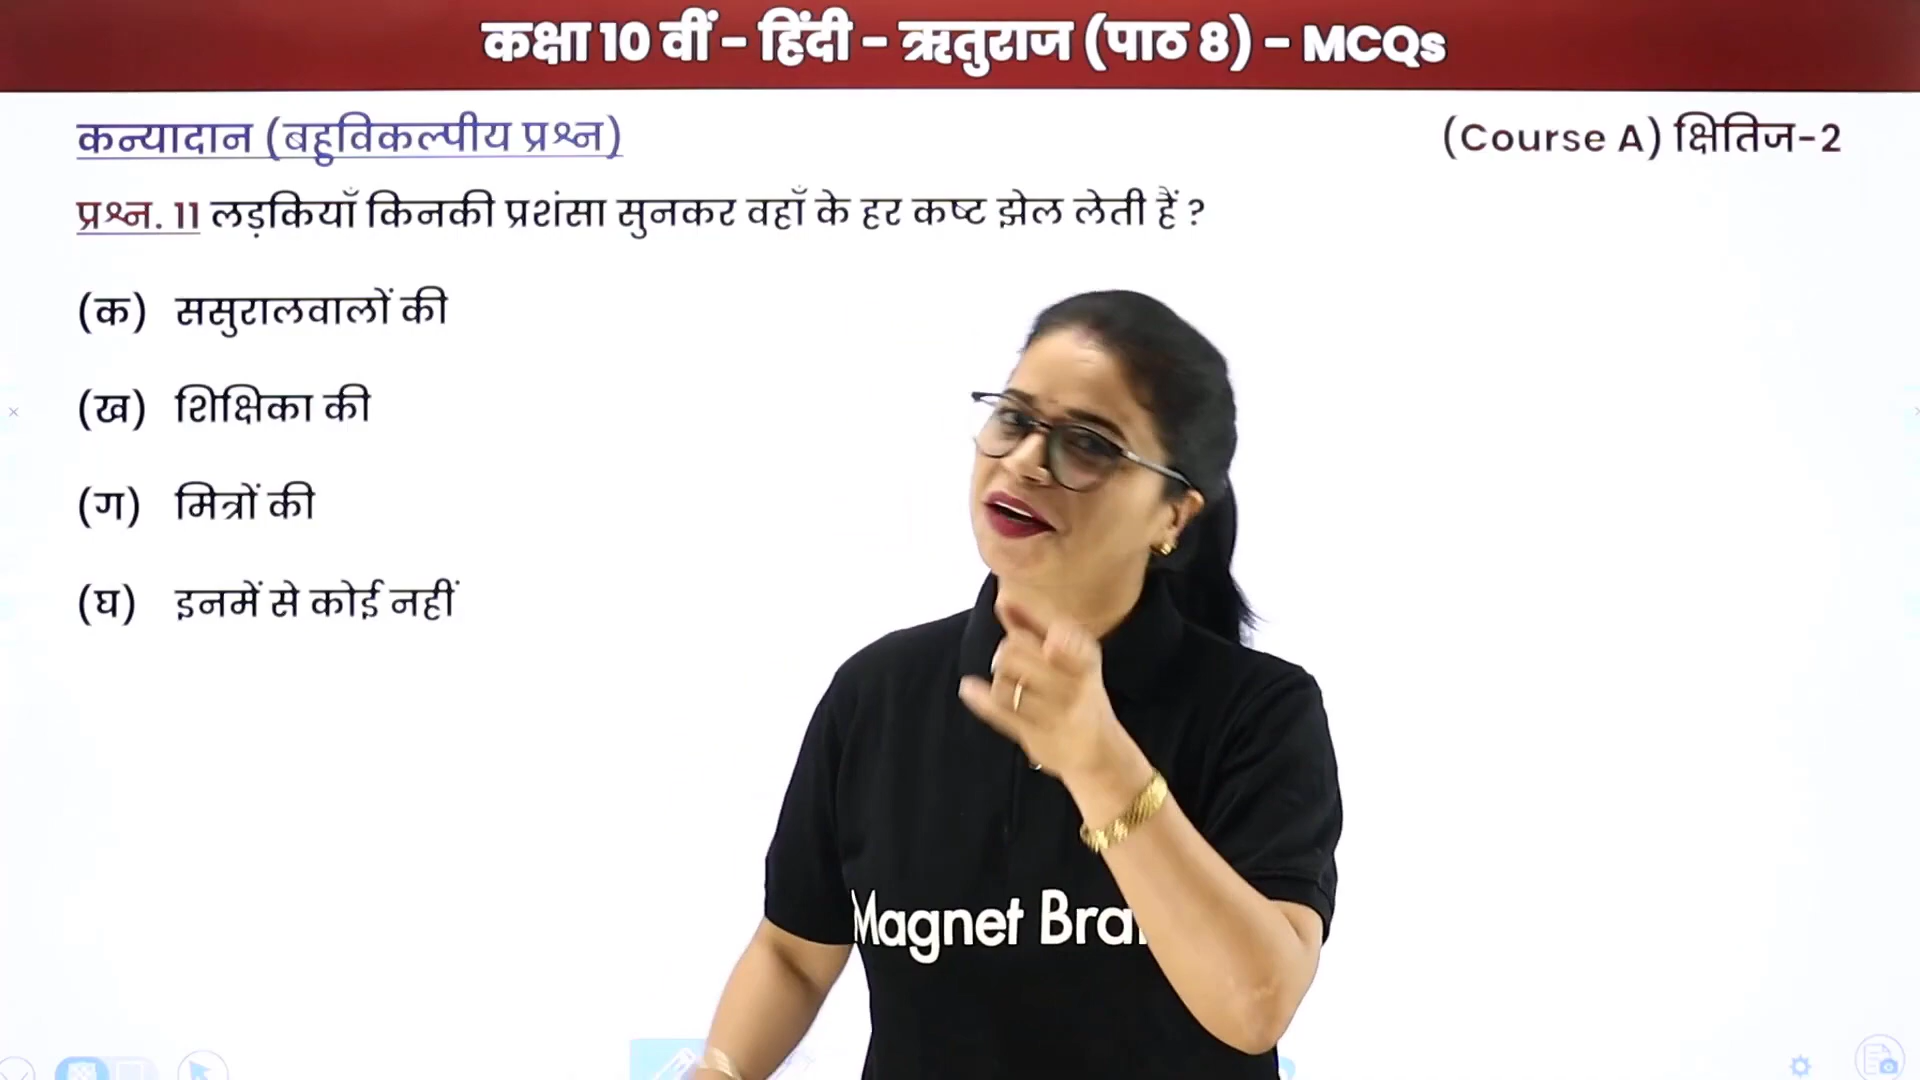 कक्षा 10 वीं - हिंदी - ऋतुराज (पाठ 8) - MCQs
कन्यादान (बहुविकल्पीय प्रश्न)
(Course A) क्षितिज-2
प्रश्न. 11 लड़कियाँ किनकी प्रशंसा सुनकर वहाँ के हर कष्ट झेल लेती हैं ?
(क) ससुरालवालों की
(ख) शिक्षिका की
(ग) मित्रों की
(घ) इनमें से कोई नहीं
Magnet